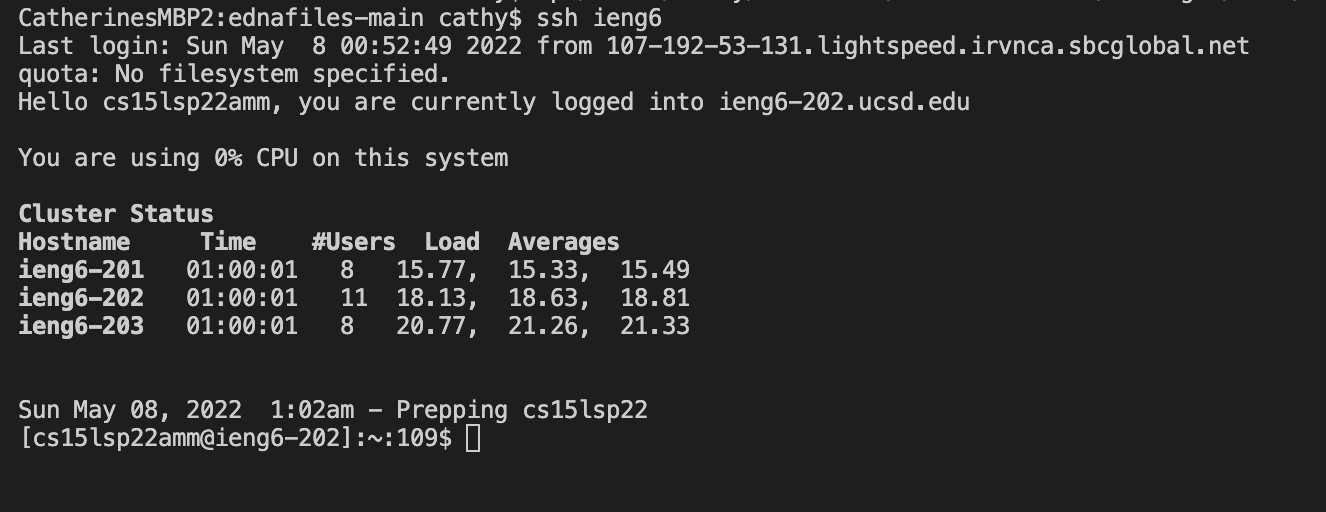 CatherinesMBP2:ednafiles-main cathy$ ssh ieng6
Last login: Sun May  8 00:52:49 2022 from 107-192-53-131.lightspeed.irvnca.sbcglobal.net
quota: No filesystem specified.
Hello cs15lsp22amm, you are currently logged into ieng6-202.ucsd.edu
You are using 0% CPU on this system
Cluster Status
Hostname     Time    #Users  Load  Averages
ieng6-201   01:00:01   8   15.77,  15.33,  15.49
ieng6-202   01:00:01   11  18.13,  18.63,  18.81
ieng6-203   01:00:01   8   20.77,  21.26,  21.33
Sun May 08, 2022  1:02am - Prepping cs15lsp22
[cs15lsp22amm@ieng6-202]:~:109$